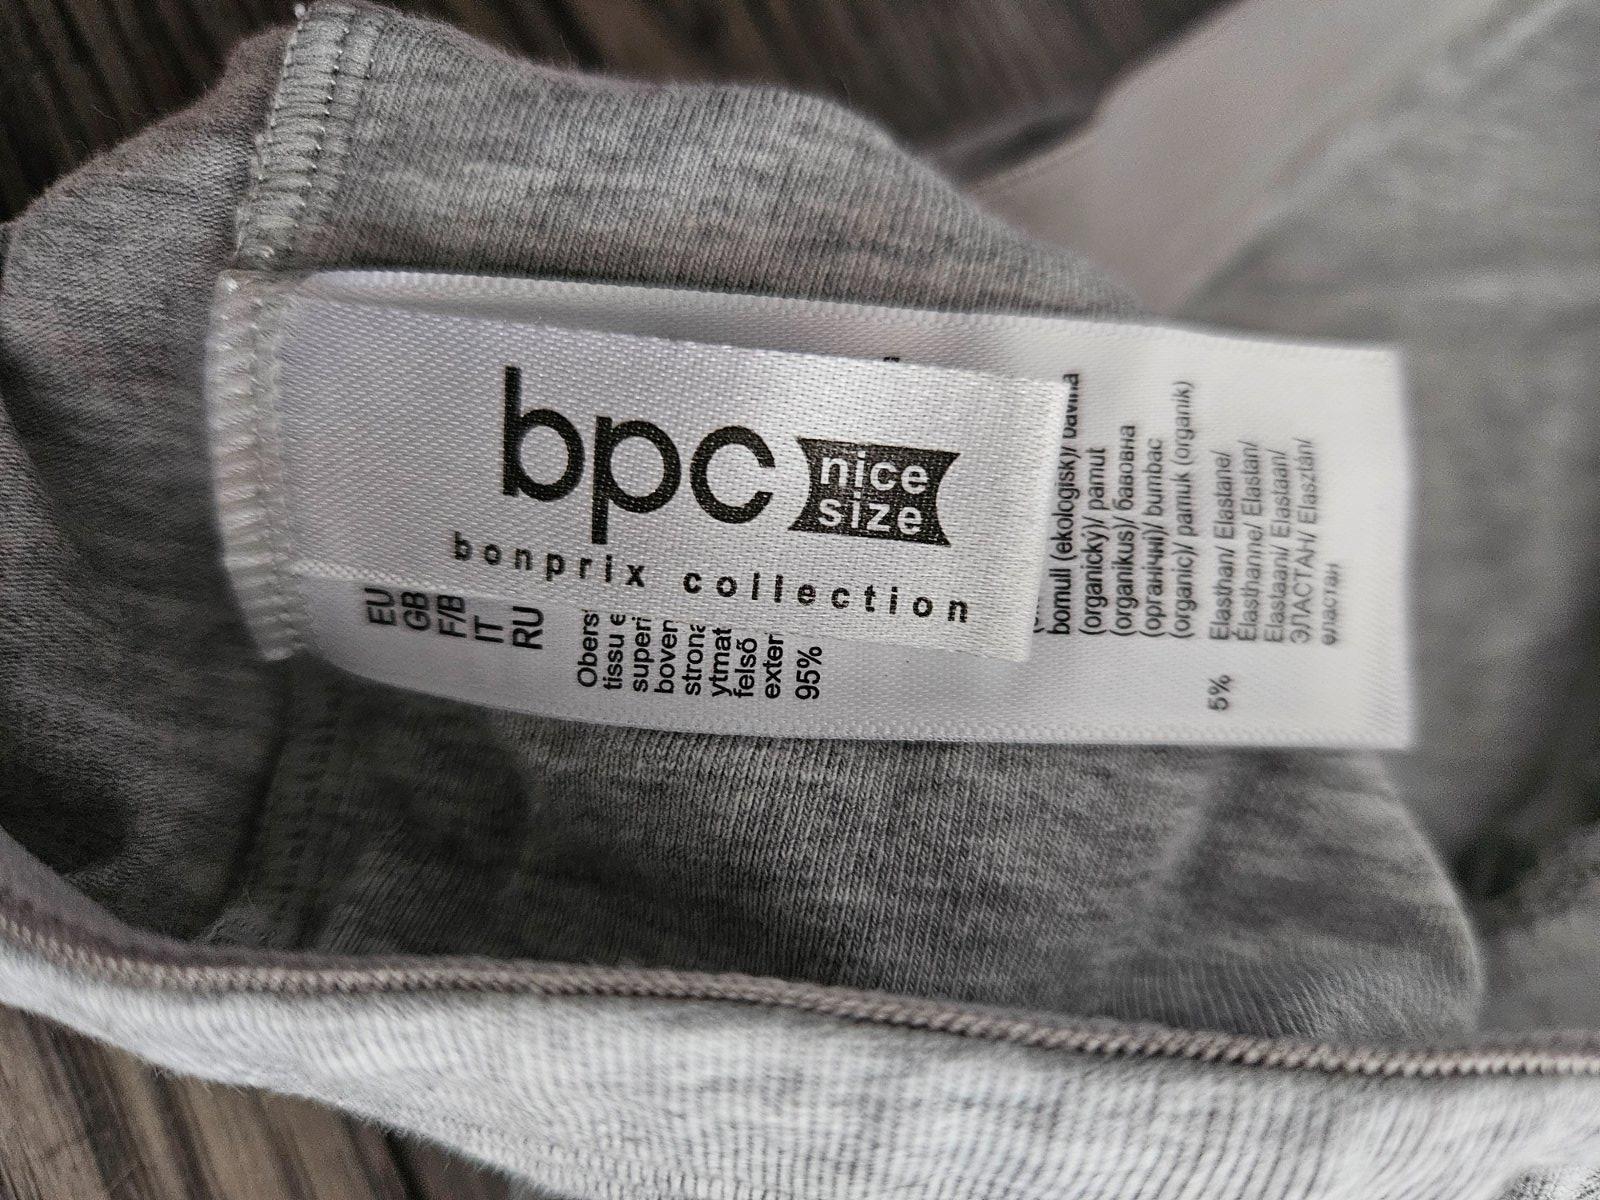 bpc nice
size
bonprix collection
EU
GB
F/B
IT
RU
Obers
tissu e
superi
boven
strona
ytmat
felső
exter
95%
bomull (ekologisk)/ bavlna
(organický)/ pamut
(organikus)/ бавовна
(органічні)/ bumbac
(organic)/ pamuk (organik)
5% Elasthan/ Elastane/
Élasthanne/ Elastan/
Elastaani/ Elastan/
ЭЛАСТАН/ Elasztán/
еластан